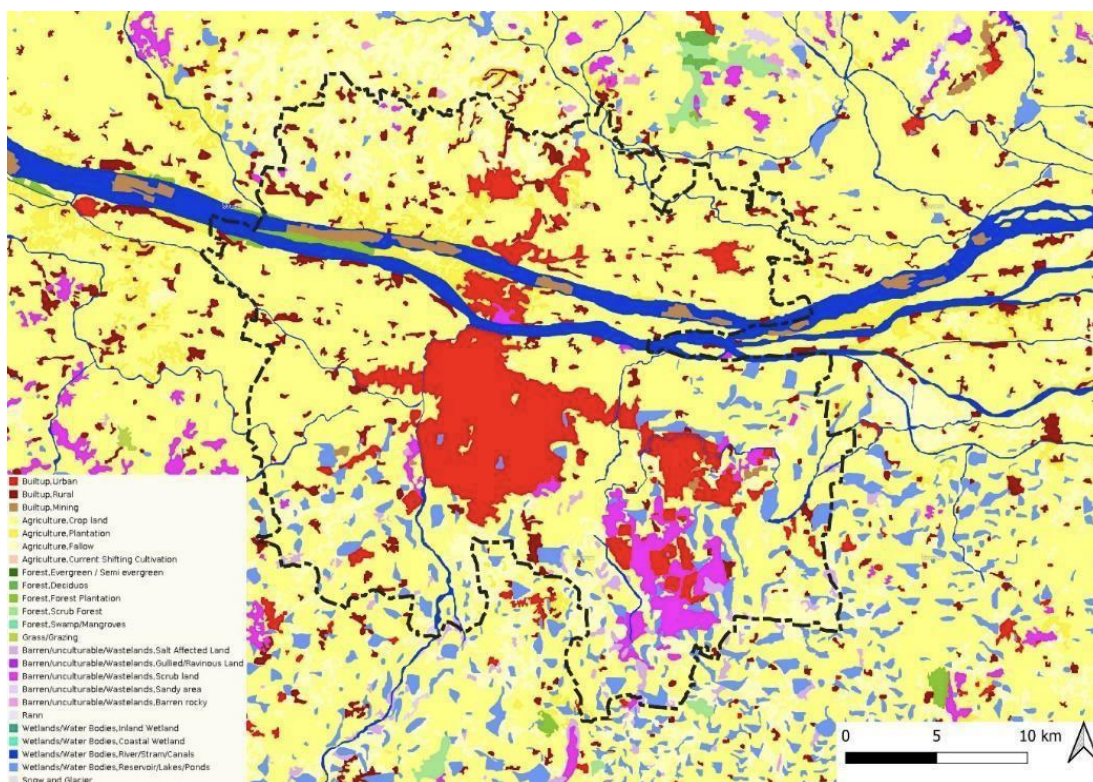 Builtup,Urban
Builtup,Rural
Builtup,Mining
Agriculture,Crop land
Agriculture,Plantation
Agriculture,Fallow
Agriculture,Current Shifting Cultivation
Forest,Evergreen / Semi evergreen
Forest,Deciduos
Forest,Forest Plantation
Forest,Scrub Forest
Forest,Swamp/Mangroves
Grass/Grazing
Barren/unculturable/Wastelands,Salt Affected Land
Barren/unculturable/Wastelands,Gullied/Ravinous Land
Barren/unculturable/Wastelands,Scrub land
Barren/unculturable/Wastelands,Sandy area
Barren/unculturable/Wastelands,Barren rocky
Rann
Wetlands/Water Bodies,Inland Wetland
Wetlands/Water Bodies,Coastal Wetland
Wetlands/Water Bodies,River/Stram/Canals
Wetlands/Water Bodies,Reservoir/Lakes/Ponds
Snow and Glacier
0 5 10 km